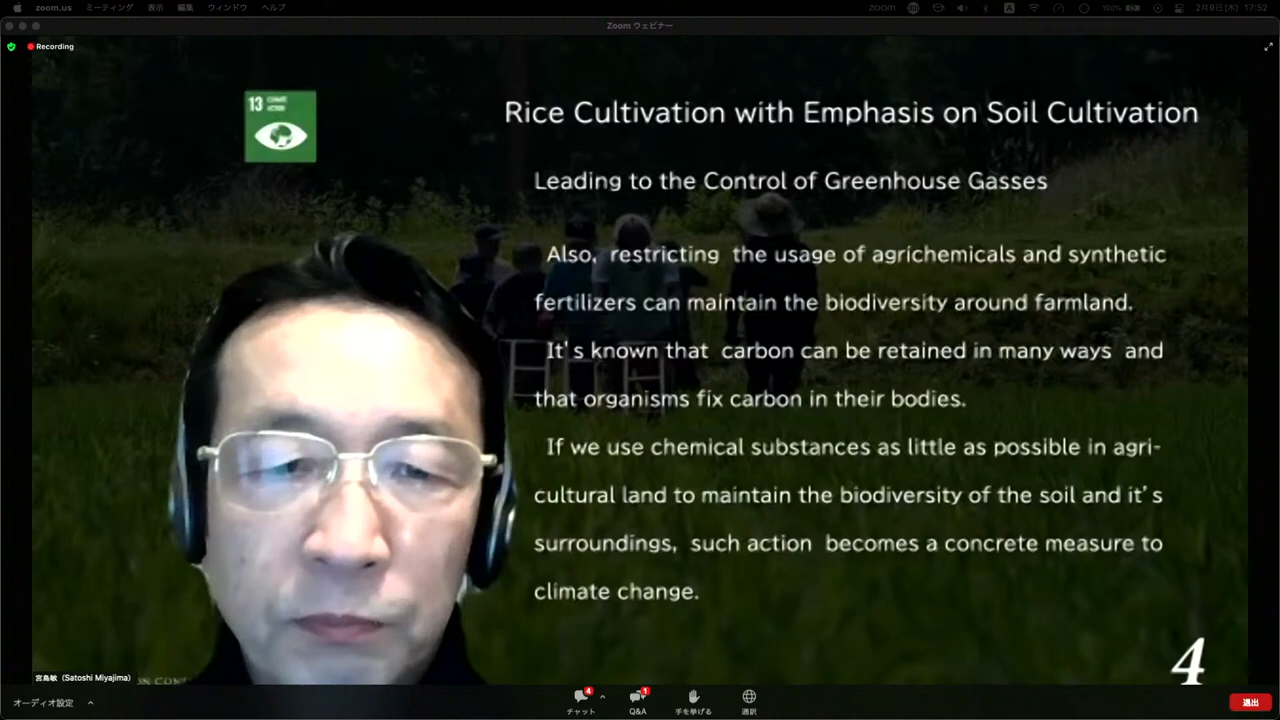 zoom.us ミーティング 表示 編集 ウィンドウ ヘルプ
zoom A 100% 2月9日(木) 17:52
Zoom ウェビナー
Recording
13 CLIMATE
ACTION
Rice Cultivation with Emphasis on Soil Cultivation
Leading to the Control of Greenhouse Gasses
Also, restricting the usage of agrichemicals and synthetic
fertilizers can maintain the biodiversity around farmland.
It's known that carbon can be retained in many ways and
that organisms fix carbon in their bodies.
If we use chemical substances as little as possible in agri-
cultural land to maintain the biodiversity of the soil and it's
surroundings, such action becomes a concrete measure to
climate change.
4
宮島敏 (Satoshi Miyajima)
オーディオ設定
4
チャット
1
Q&A
手を挙げる
通訳
退出